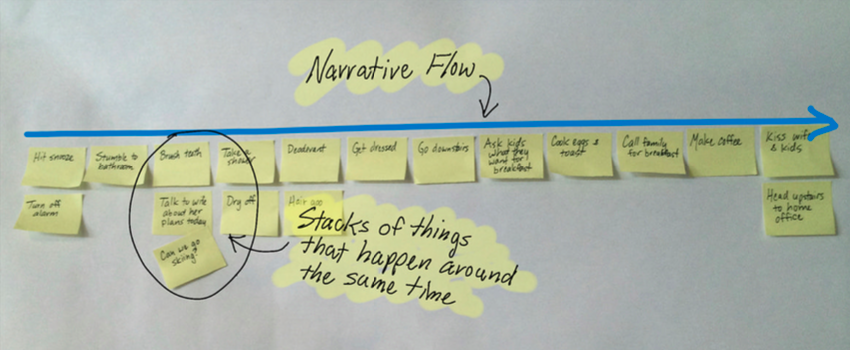 Narrative Flow
Hit snooze
Stumble to
bathroom
Brush teeth
Take a
shower
Deodorant
Get dressed
Go downstairs
Ask kids
what they
want for
breakfast
Cook eggs &
toast
Call family
for breakfast
Make coffee
Kiss wife
& kids
Turn off
alarm
Talk to wife
about her
plans today
Dry off
Hair goo
Head upstairs
to home
office
Can we go
skiing?
Stacks of things
that happen around
the same time